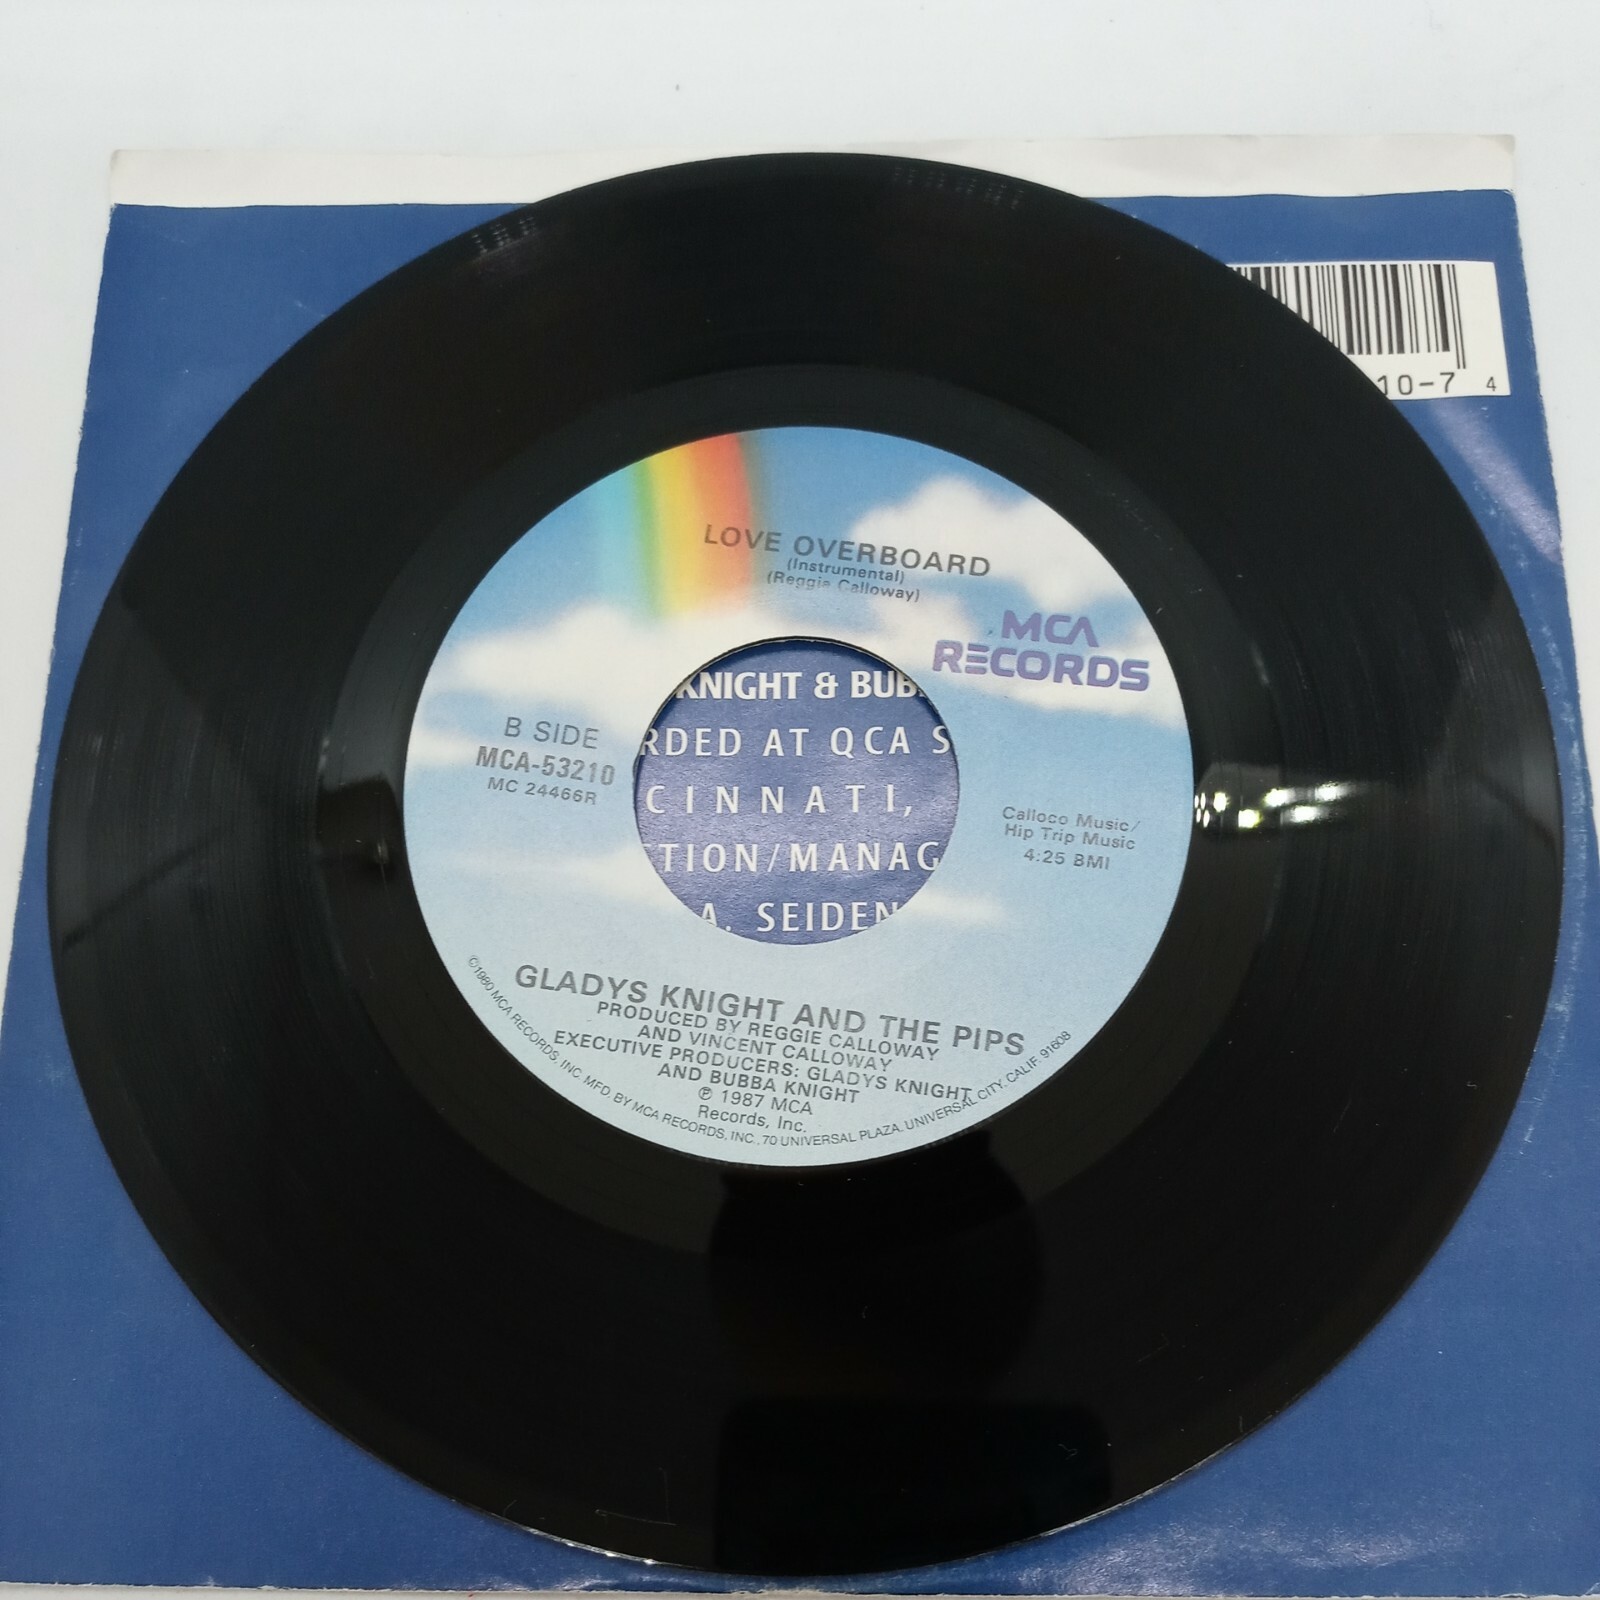 10-7 4
LOVE OVERBOARD
(Instrumental)
(Reggie Calloway)
MCA
RECORDS
B SIDE
MCA-53210
MC 24466R
KNIGHT & BUB
RDED AT QCA S
CINNATI,
TION/MANAG
A. SEIDEN
Calloco Music/
Hip Trip Music
4:25 BMI
GLADYS KNIGHT AND THE PIPS
PRODUCED BY REGGIE CALLOWAY
AND VINCENT CALLOWAY
EXECUTIVE PRODUCERS: GLADYS KNIGHT
AND BUBBA KNIGHT
℗ 1987 MCA
Records, Inc.
©1980 MCA RECORDS, INC. MFD. BY MCA RECORDS, INC., 70 UNIVERSAL PLAZA, UNIVERSAL CITY, CALIF. 91608